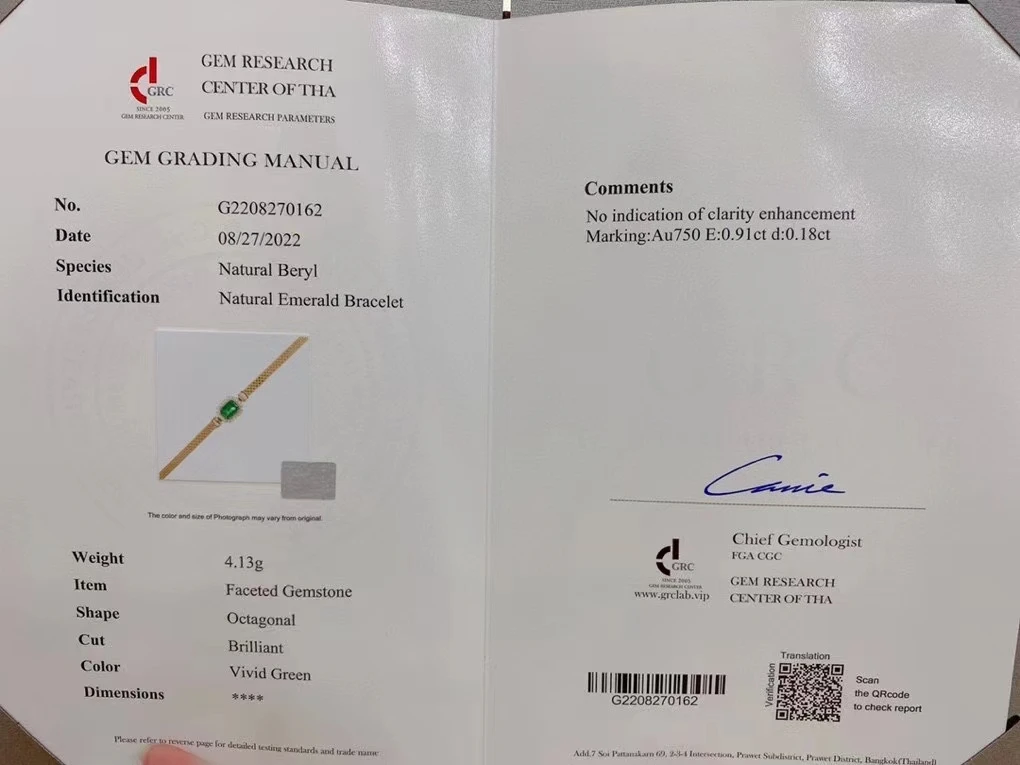 GRC
SINCE 2005
GEM RESEARCH CENTER
GEM RESEARCH
CENTER OF THA
GEM RESEARCH PARAMETERS
GEM GRADING MANUAL
No. G2208270162
Date 08/27/2022
Species Natural Beryl
Identification Natural Emerald Bracelet
The color and size of Photograph may vary from original.
Weight 4.13g
Item Faceted Gemstone
Shape Octagonal
Cut Brilliant
Color Vivid Green
Dimensions ****
Please refer to reverse page for detailed testing standards and trade name
Comments
No indication of clarity enhancement
Marking:Au750 E:0.91ct d:0.18ct
Canie
Chief Gemologist
FGA CGC
GRC
SINCE 2005
GEM RESEARCH CENTER
www.grclab.vip
GEM RESEARCH
CENTER OF THA
G2208270162
Translation
Verification
Scan
the QRcode
to check report
Add.7 Soi Pattanakarn 69, 2-3-4 Intersection, Prawet Subdistrict, Prawet District, Bangkok(Thailand)